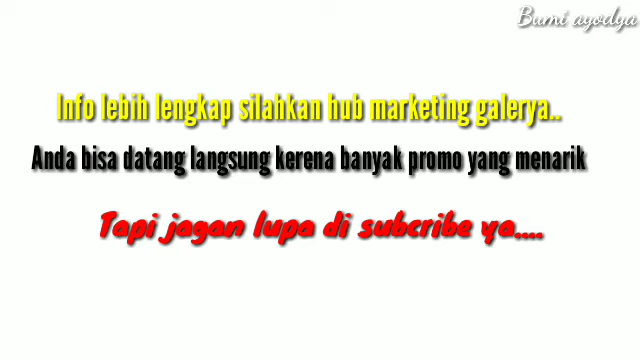 Bumi ayodya
Info lebih lengkap silahkan hub marketing galerya..
Anda bisa datang langsung kerena banyak promo yang menarik
Tapi jagan lupa di subcribe ya....